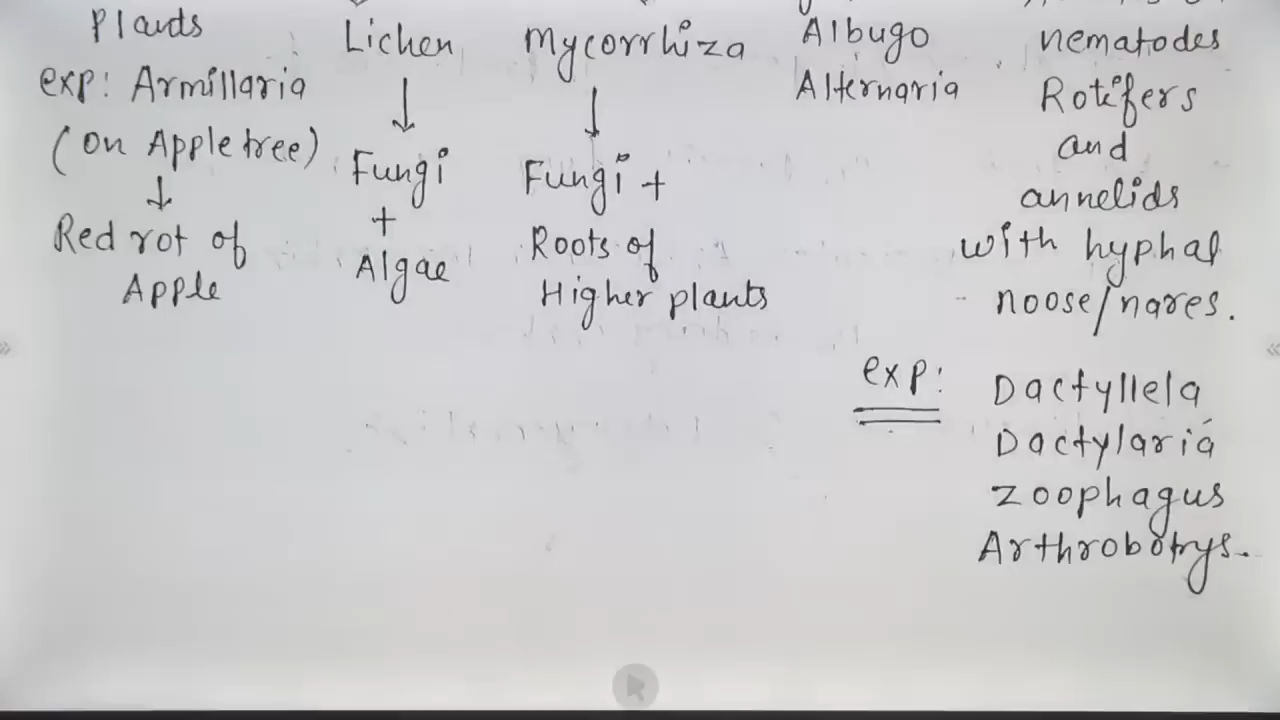 Plants
exp: Armillaria
(on Apple tree)
↓
Red rot of
Apple
Lichen
↓
Fungi
+
Algae
Mycorrhiza
↓
Fungi +
Roots of
Higher plants
Albugo
Alternaria
nematodes
Rotifers
and
annelids
with hyphal
noose/nares.
exp:
Dactyllela
Dactylaria
Zoophagus
Arthrobotrys.